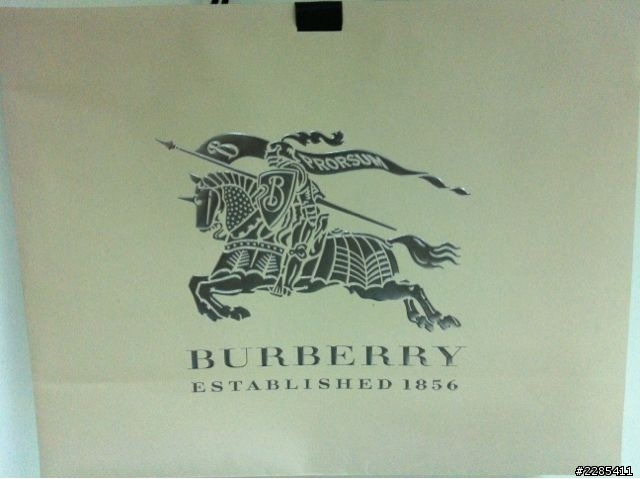 B
PRORSUM
B
BURBERRY
ESTABLISHED 1856
#2285411